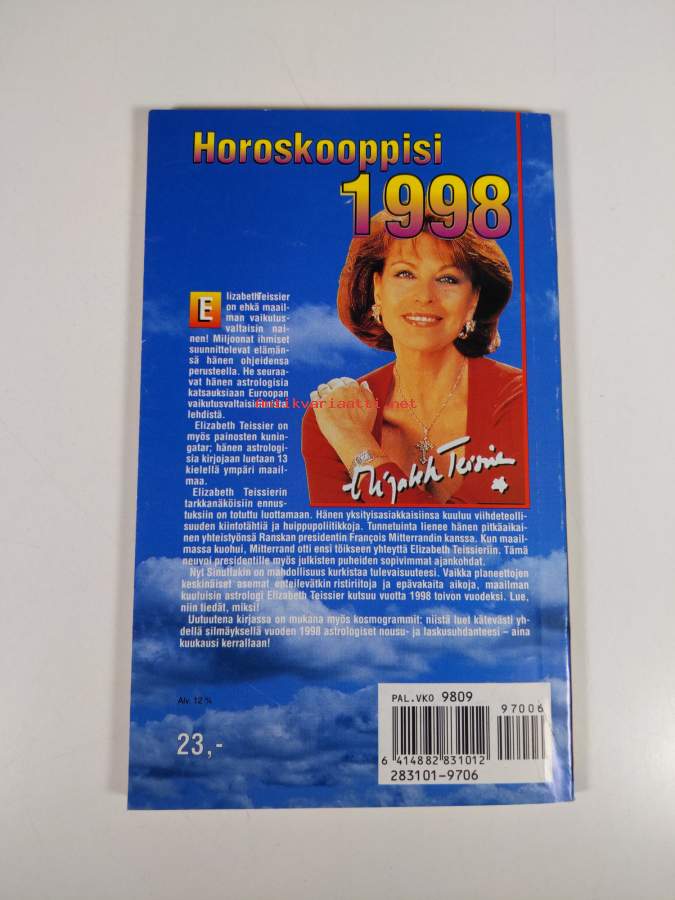 Horoskooppisi
1998
Elizabeth Teissier
on ehkä maail-
man vaikutus-
valtaisin nai-
nen! Miljoonat ihmiset
suunnittelevat elämän-
sä hänen ohjeidensa
perusteella. He seuraa-
vat hänen astrologisia
katsauksiaan Euroopan
vaikutusvaltaisimmista
lehdistä.
Elizabeth Teissier on
myös painosten kunin-
gatar; hänen astrologi-
sia kirjojaan luetaan 13
kielellä ympäri maail-
maa.
Elizabeth Teissierin
tarkkanäköisiin ennus-
tuksiin on totuttu luottamaan. Hänen yksityisasiakkaisiinsa kuuluu viihdeteolli-
suuden kiintotähtiä ja huippupoliitikkoja. Tunnetuinta lienee hänen pitkäaikai-
nen yhteistyönsä Ranskan presidentin François Mitterrandin kanssa. Kun maail-
massa kuohui, Mitterrand otti ensi töikseen yhteyttä Elizabeth Teissieriin. Tämä
neuvoi presidentille myös julkisten puheiden sopivimmat ajankohdat.
Nyt Sinullakin on mahdollisuus kurkistaa tulevaisuuteesi. Vaikka planeettojen
keskinäiset asemat enteilevätkin ristiriitoja ja epävakaita aikoja, maailman
kuuluisin astrologi Elizabeth Teissier kutsuu vuotta 1998 toivon vuodeksi. Lue,
niin tiedät, miksi!
Uutuutena kirjassa on mukana myös kosmogrammit: niistä luet kätevästi yh-
dellä silmäyksellä vuoden 1998 astrologiset nousu- ja laskusuhdanteesi – aina
kuukausi kerrallaan!
Elizabeth Teissier
antikvariaatti.net
Alv. 12 %
23,-
PAL.VKO 9809
97006
6 414882 831012
283101-9706